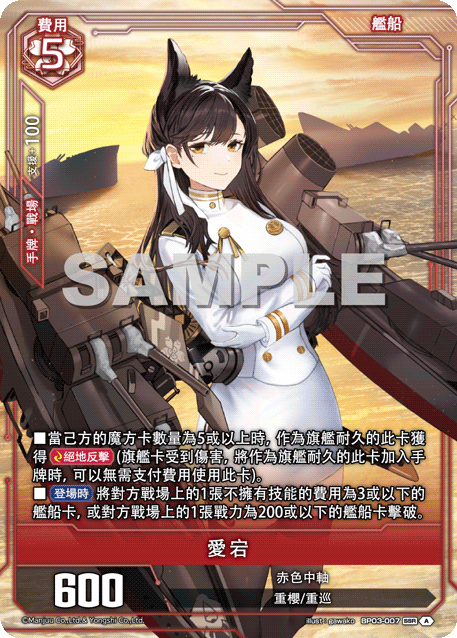 費用
5
艦船
支援+100
手牌・戰場
SAMPLE
■當己方的魔方卡數量為5或以上時, 作為旗艦耐久的此卡獲
得 絕地反擊 (旗艦卡受到傷害, 將作為旗艦耐久的此卡加入手
牌時, 可以無需支付費用使用此卡)。
■ 登場時 將對方戰場上的1張不擁有技能的費用為3或以下的
艦船卡, 或對方戰場上的1張戰力為200或以下的艦船卡擊破。
愛宕
600
赤色中軸
重櫻/重巡
©Manjuu Co.,Ltd.& Yongshi Co.,Ltd.
illust : gaiwako BP03-007 SSR A